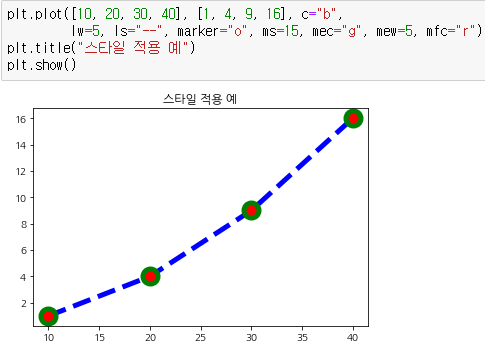 plt.plot([10, 20, 30, 40], [1, 4, 9, 16], c="b",
lw=5, ls="--", marker="o", ms=15, mec="g", mew=5, mfc="r")
plt.title("스타일 적용 예")
plt.show()
스타일 적용 예
16
14
12
10
8
6
4
2
10 15 20 25 30 35 40